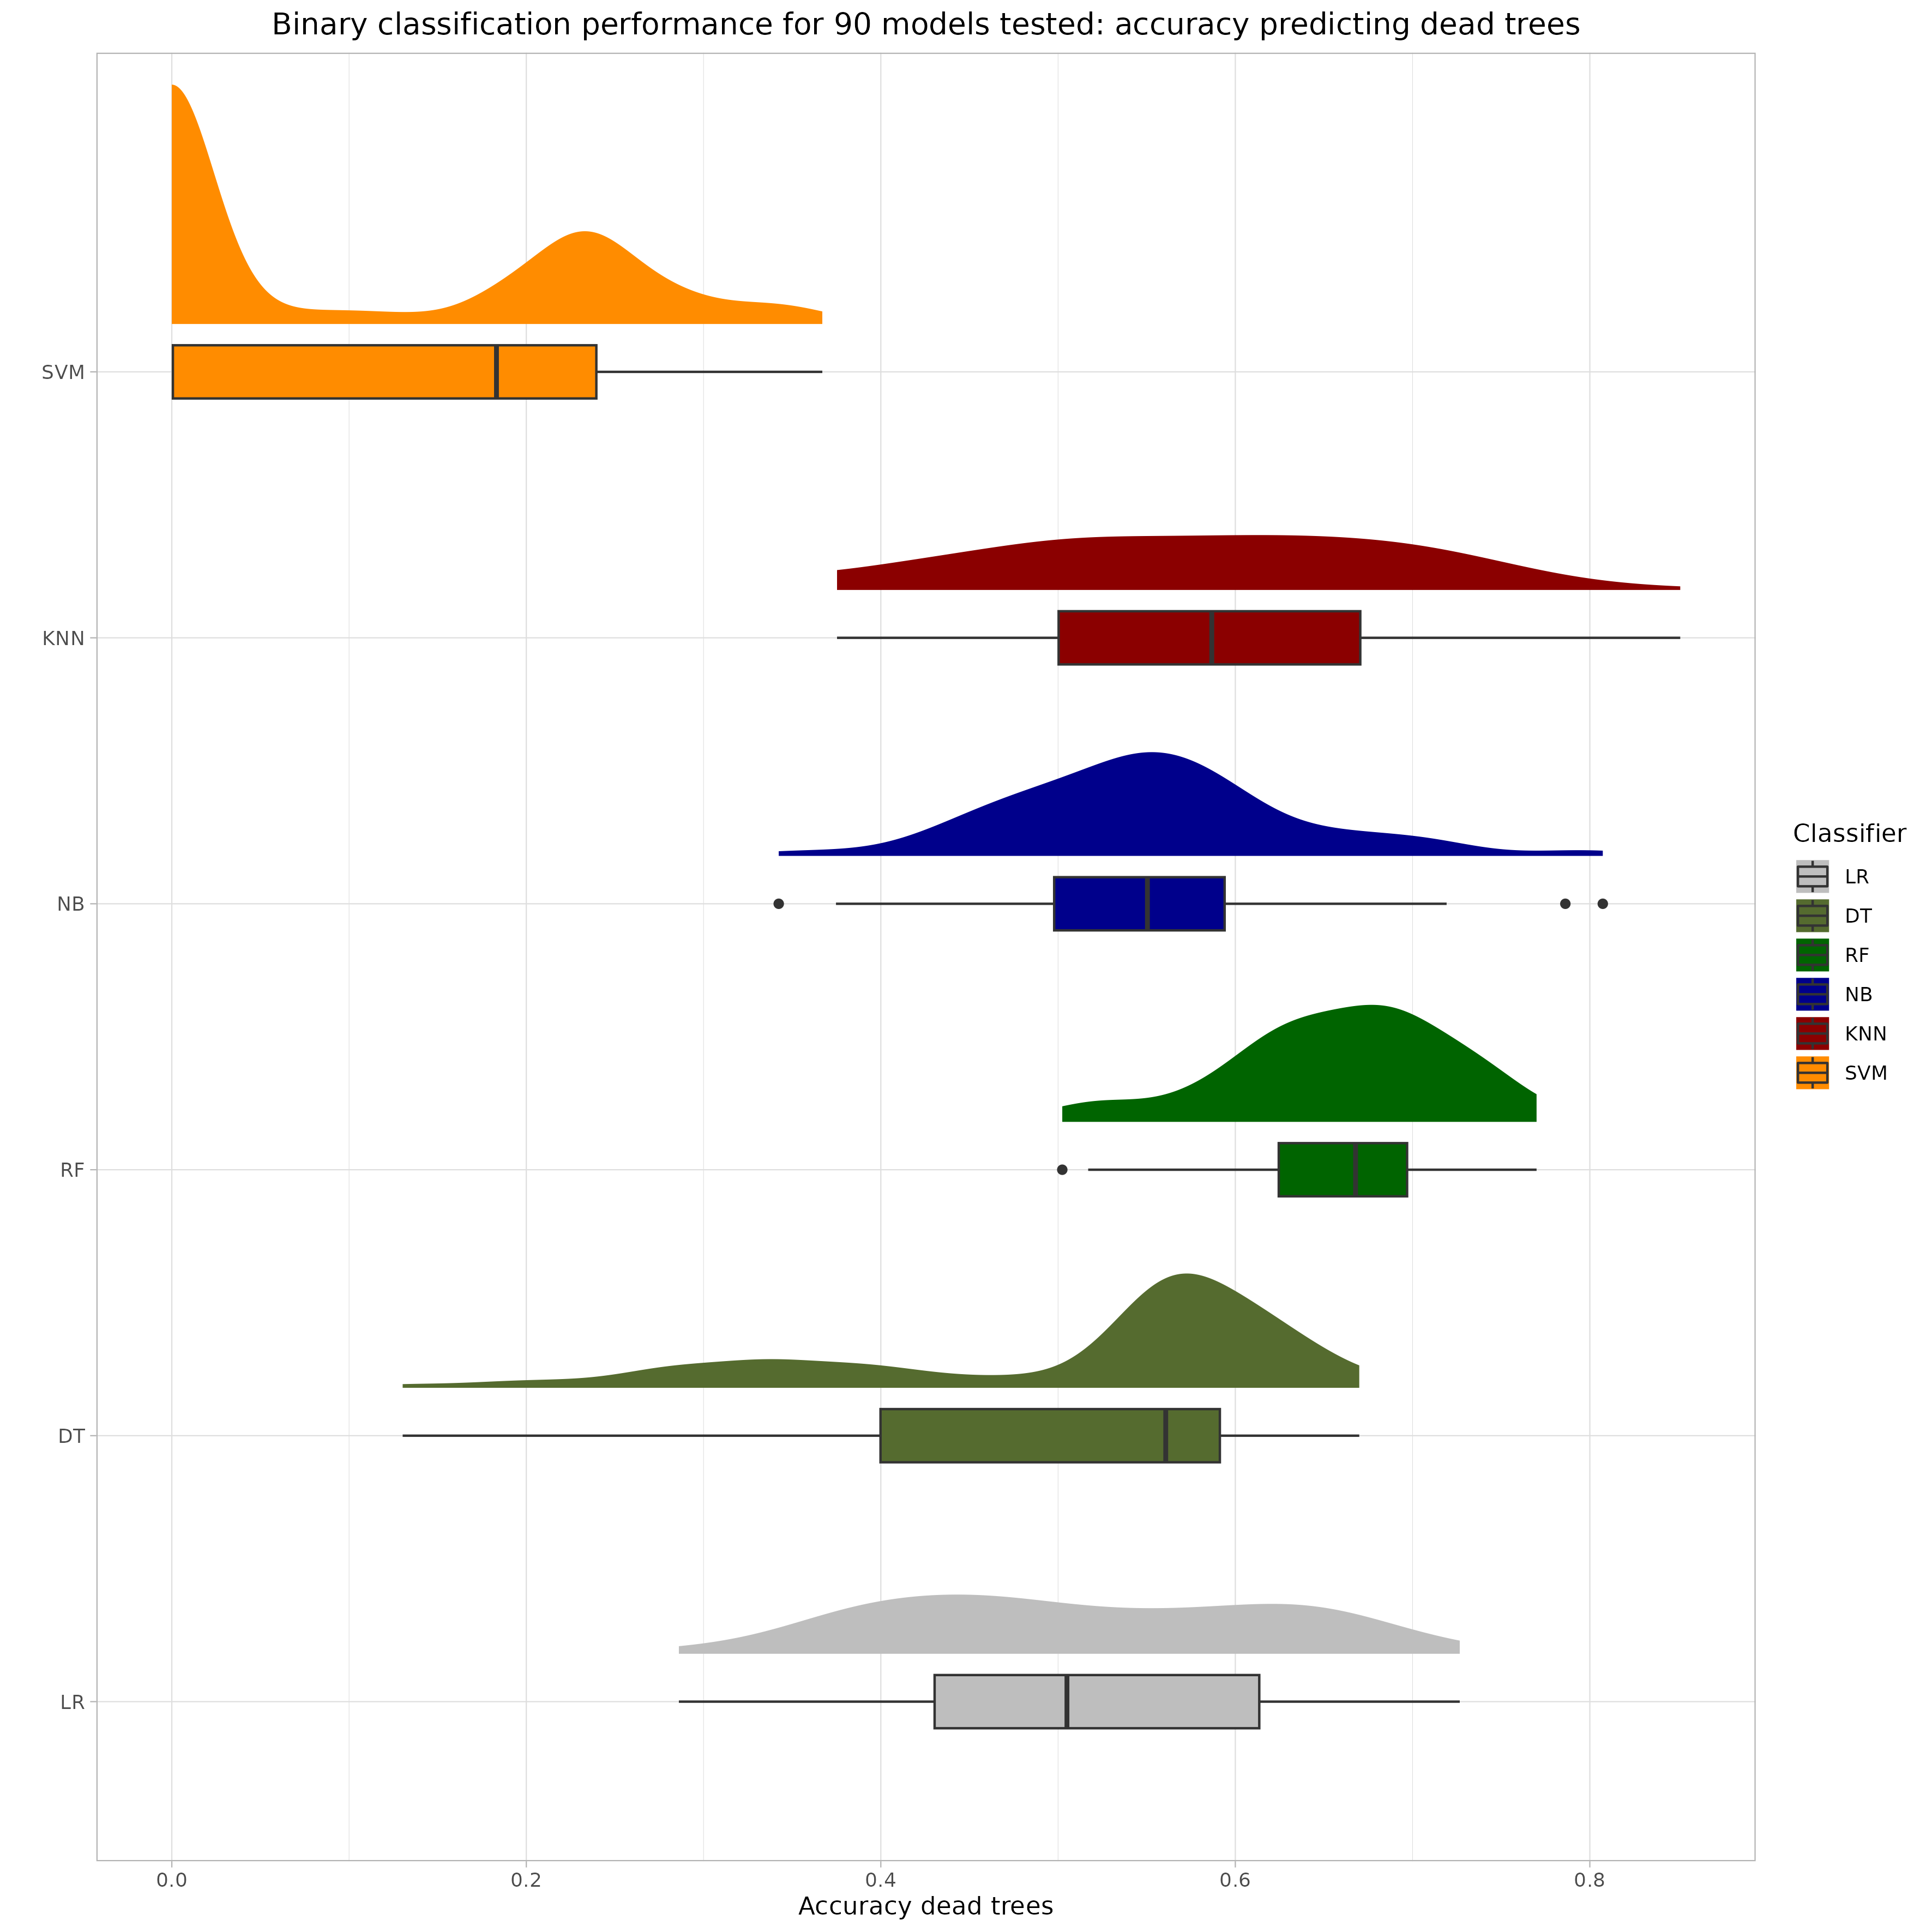 Binary classification performance for 90 models tested: accuracy predicting dead trees
SVM
KNN
NB
RF
DT
LR
0.0
0.2
0.4
0.6
0.8
Accuracy dead trees
Classifier
LR
DT
RF
NB
KNN
SVM